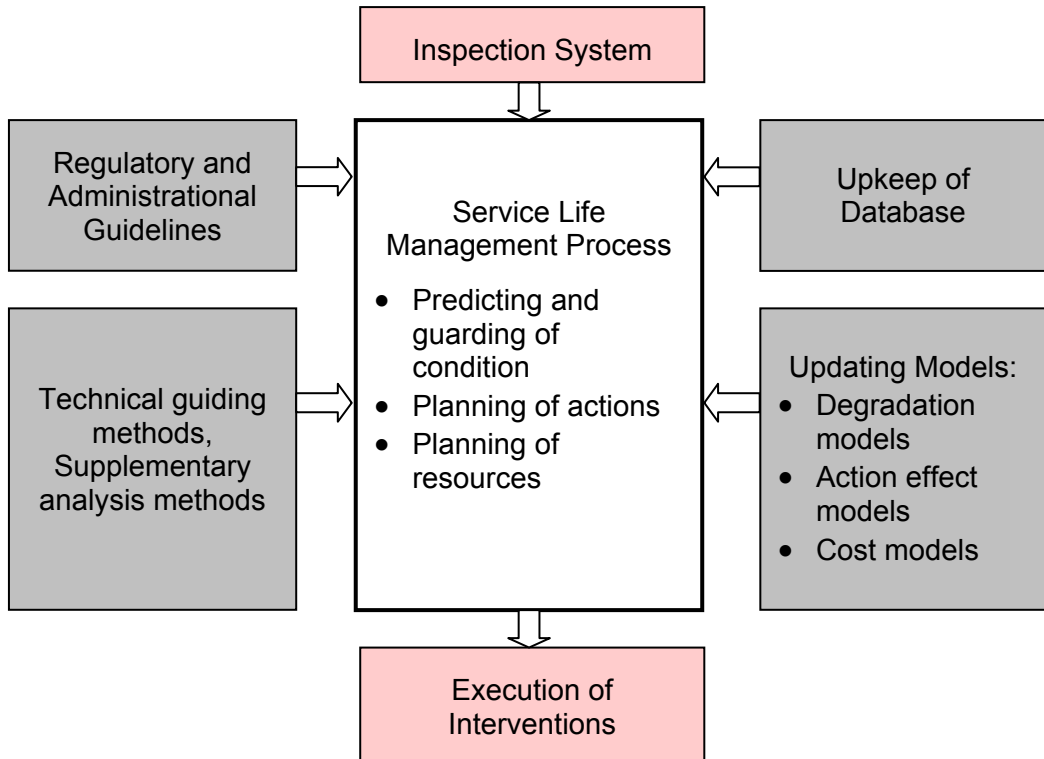 Inspection System
Regulatory and
Administrational
Guidelines
Technical guiding
methods,
Supplementary
analysis methods
Service Life
Management Process
• Predicting and
guarding of
condition
• Planning of actions
• Planning of
resources
Upkeep of
Database
Updating Models:
• Degradation
models
• Action effect
models
• Cost models
Execution of
Interventions